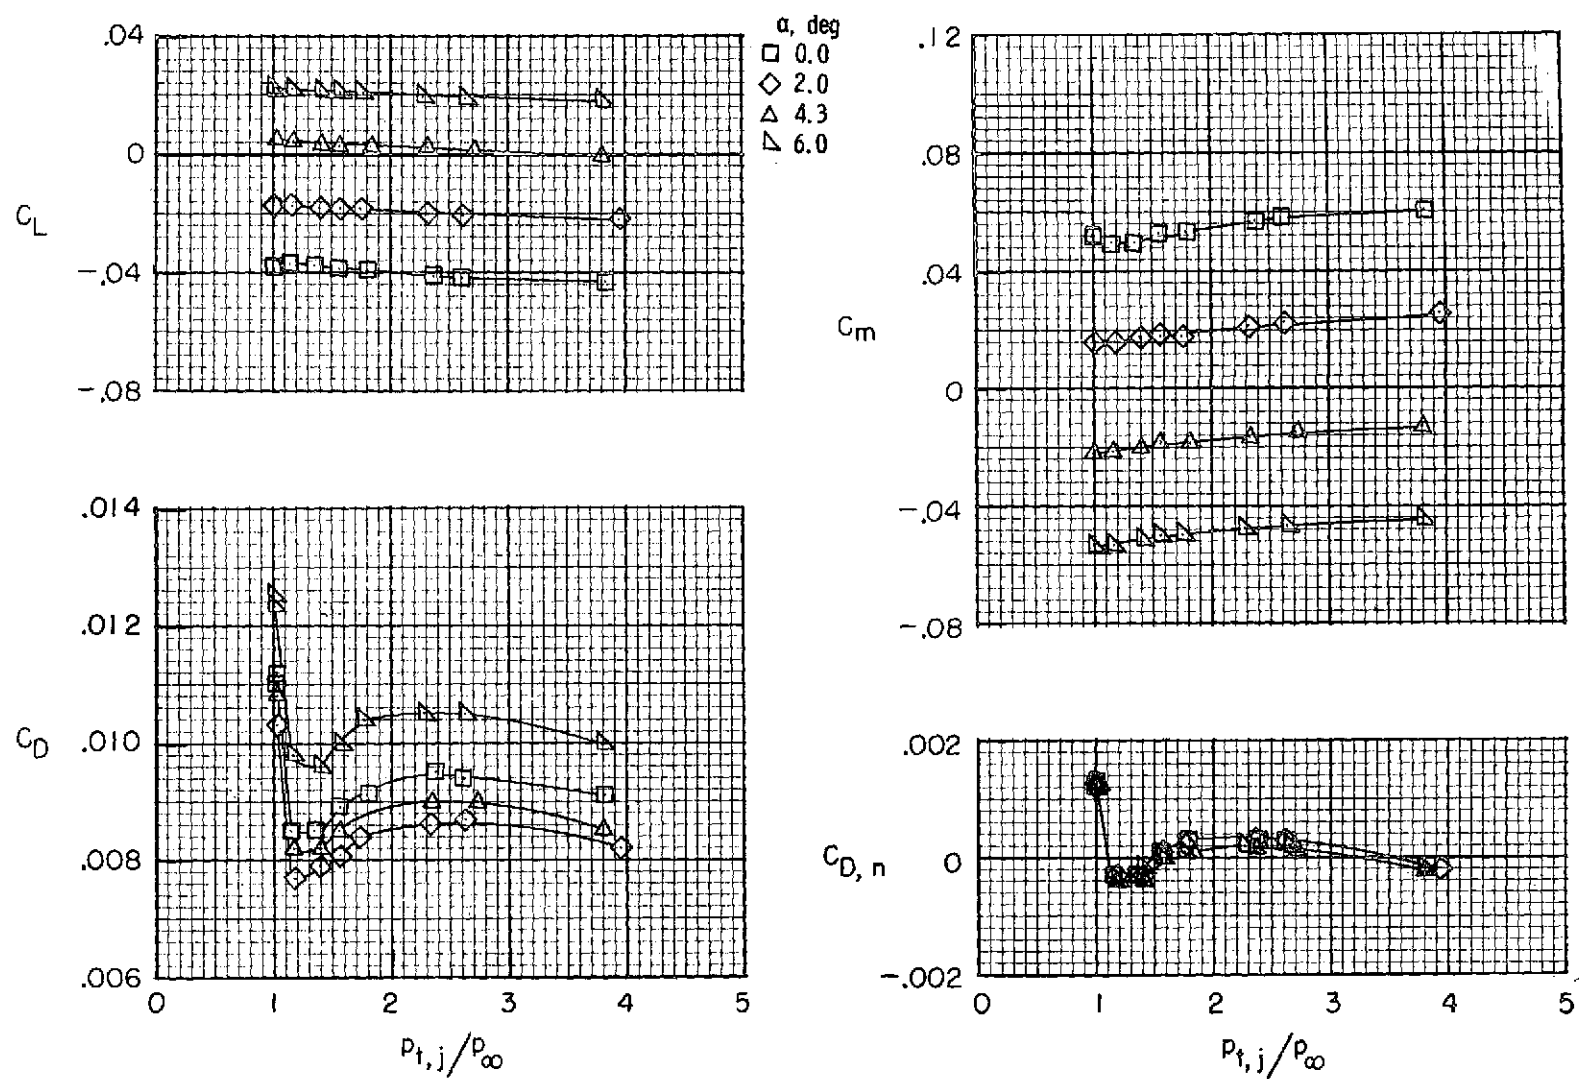 α, deg
0.0
2.0
4.3
6.0
.04
0
-.04
-.08
C_L
.014
.012
.010
.008
.006
C_D
0 1 2 3 4 5
p_t,j/p_∞
.12
.08
.04
0
-.04
-.08
C_m
.002
0
-.002
C_D,n
0 1 2 3 4 5
p_t,j/p_∞